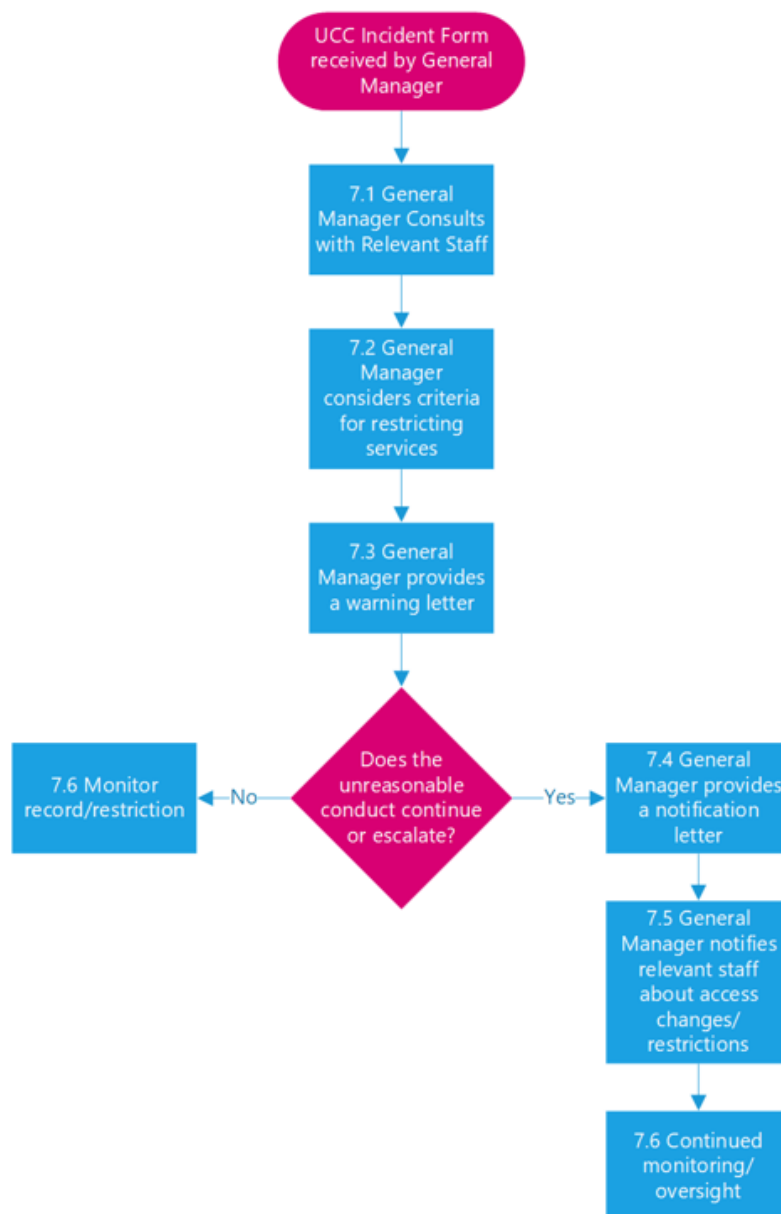 UCC Incident Form
received by General
Manager
7.1 General
Manager Consults
with Relevant Staff
7.2 General
Manager
considers criteria
for restricting
services
7.3 General
Manager provides
a warning letter
Does the
unreasonable
conduct continue
or escalate?
No
7.6 Monitor
record/restriction
Yes
7.4 General
Manager provides
a notification
letter
7.5 General
Manager notifies
relevant staff
about access
changes/
restrictions
7.6 Continued
monitoring/
oversight